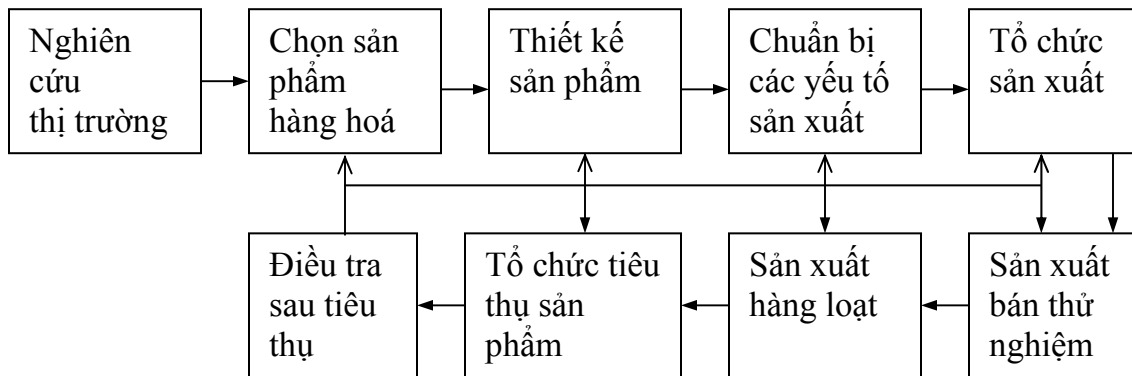 Nghiên
cứu
thị trường
Chọn sản
phẩm
hàng hoá
Thiết kế
sản phẩm
Chuẩn bị
các yếu tố
sản xuất
Tổ chức
sản xuất
Điều tra
sau tiêu
thụ
Tổ chức tiêu
thụ sản
phẩm
Sản xuất
hàng loạt
Sản xuất
bán thử
nghiệm